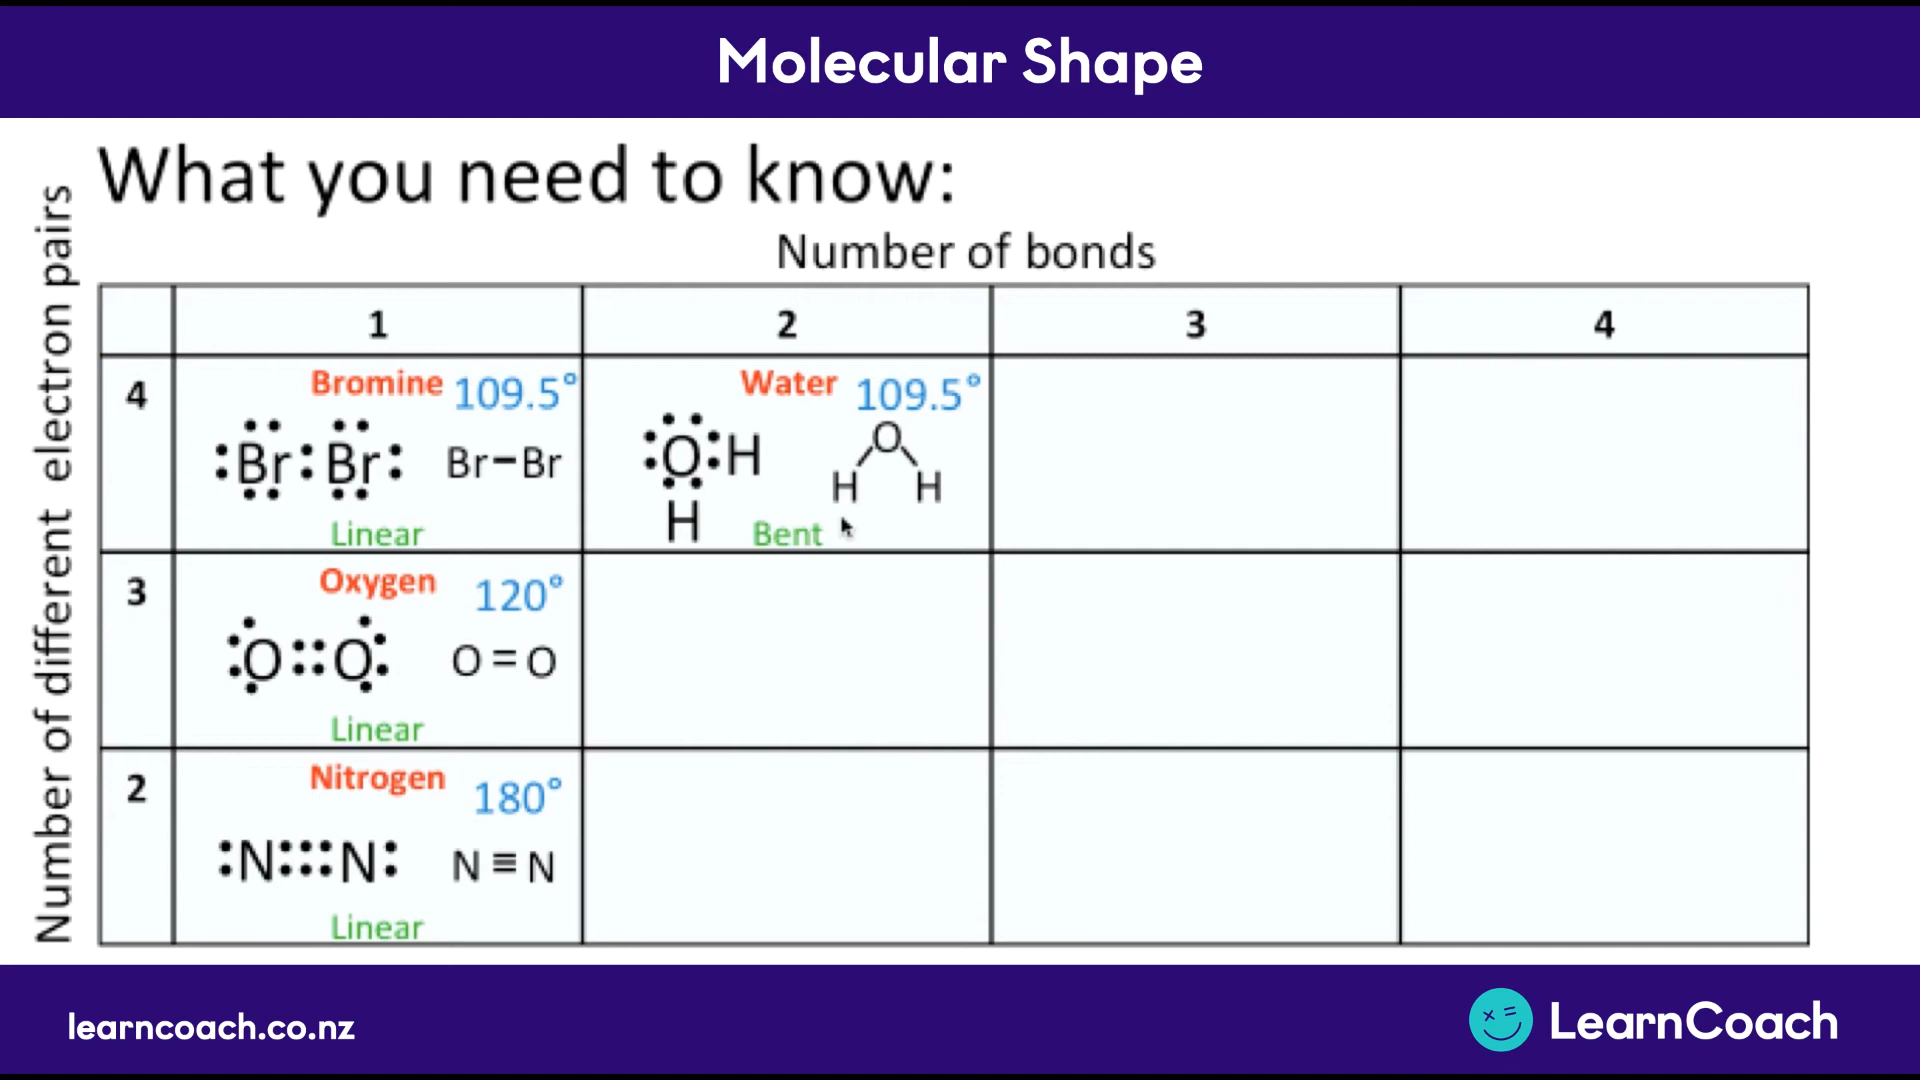 Molecular Shape
What you need to know:
Number of bonds
Number of different electron pairs
1 2 3 4
4
Bromine 109.5°
Br Br Br–Br
Linear
Water 109.5°
O H
H
O
H H
Bent
3
Oxygen 120°
O O O=O
Linear
2
Nitrogen 180°
N N N≡N
Linear
learncoach.co.nz
LearnCoach